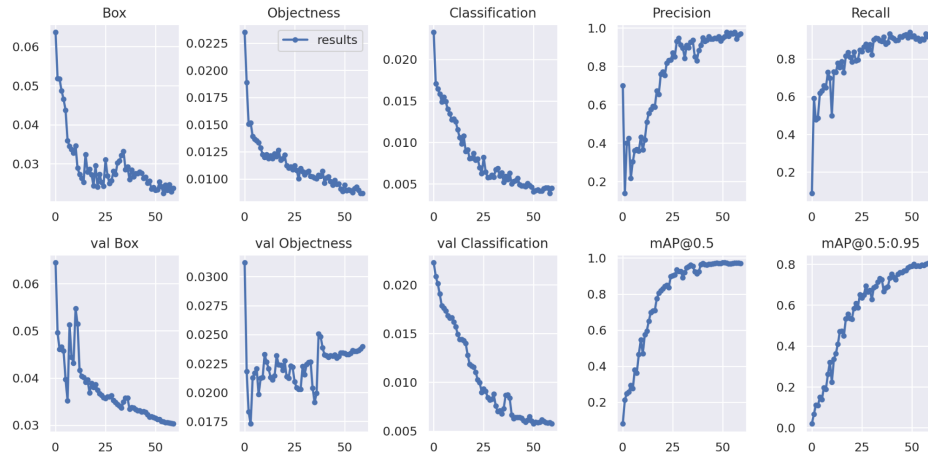 Box
Objectness
Classification
Precision
Recall
results
0.06
0.05
0.04
0.03
0.0225
0.0200
0.0175
0.0150
0.0125
0.0100
0.020
0.015
0.010
0.005
1.0
0.8
0.6
0.4
0.2
1.0
0.8
0.6
0.4
0.2
0 25 50
0 25 50
0 25 50
0 25 50
0 25 50
val Box
val Objectness
val Classification
mAP@0.5
mAP@0.5:0.95
0.06
0.05
0.04
0.03
0.0300
0.0275
0.0250
0.0225
0.0200
0.0175
0.020
0.015
0.010
0.005
1.0
0.8
0.6
0.4
0.2
0.8
0.6
0.4
0.2
0.0
0 25 50
0 25 50
0 25 50
0 25 50
0 25 50